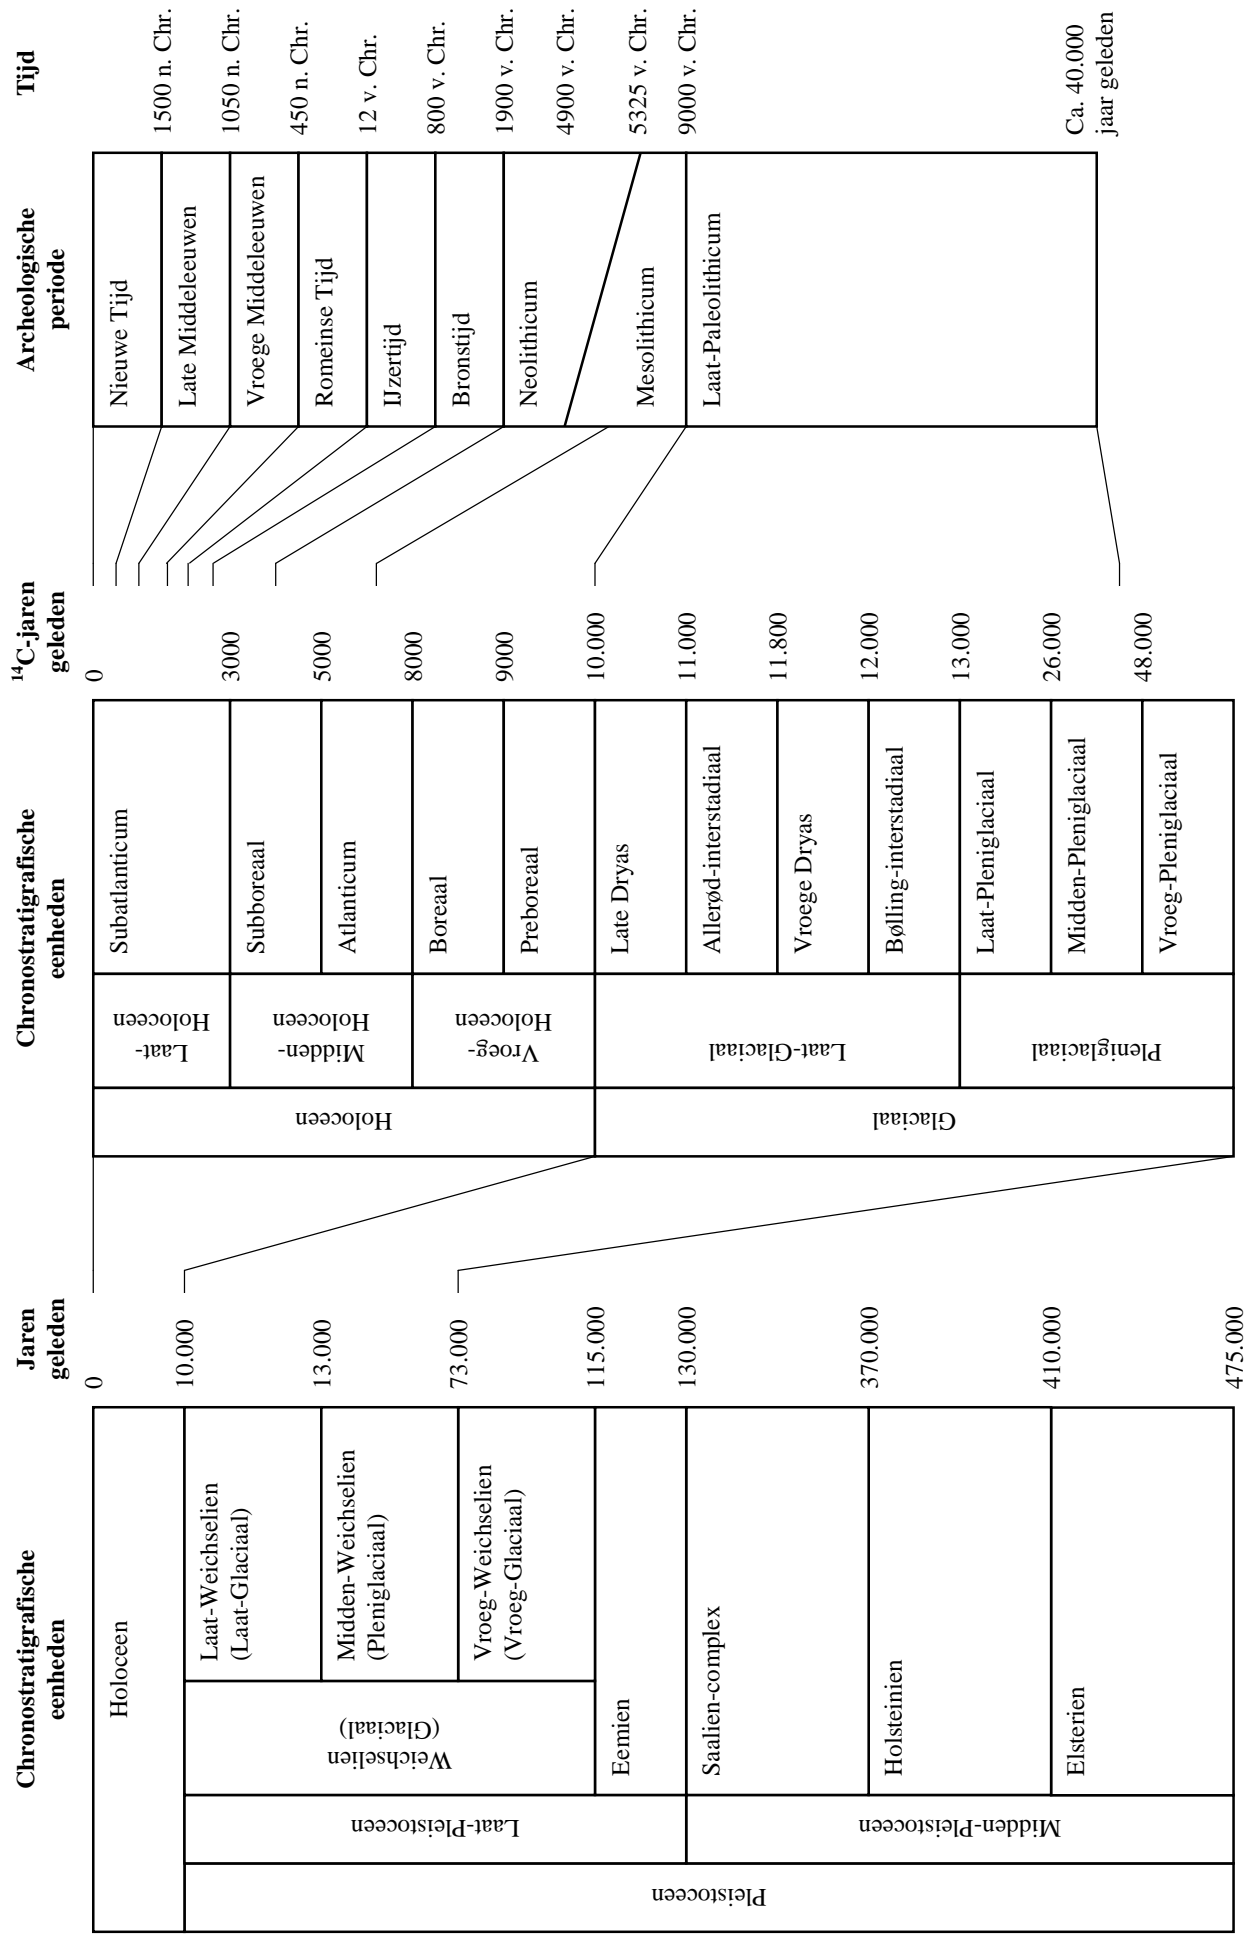 Chronostratigrafische
eenheden
Jaren
geleden
Chronostratigrafische
eenheden
14C-jaren
geleden
Archeologische
periode
Tijd
Holoceen
Pleistoceen
Laat-Pleistoceen
Midden-Pleistoceen
Weichselien
(Glaciaal)
Laat-Weichselien
(Laat-Glaciaal)
Midden-Weichselien
(Pleniglaciaal)
Vroeg-Weichselien
(Vroeg-Glaciaal)
Eemien
Saalien-complex
Holsteinien
Elsterien
0
10.000
13.000
73.000
115.000
130.000
370.000
410.000
475.000
Holoceen
Glaciaal
Laat-
Holoceen
Midden-
Holoceen
Vroeg-
Holoceen
Laat-Glaciaal
Pleniglaciaal
Subatlanticum
Subboreaal
Atlanticum
Boreaal
Preboreaal
Late Dryas
Allerød-interstadiaal
Vroege Dryas
Bølling-interstadiaal
Laat-Pleniglaciaal
Midden-Pleniglaciaal
Vroeg-Pleniglaciaal
0
3000
5000
8000
9000
10.000
11.000
11.800
12.000
13.000
26.000
48.000
Nieuwe Tijd
Late Middeleeuwen
Vroege Middeleeuwen
Romeinse Tijd
IJzertijd
Bronstijd
Neolithicum
Mesolithicum
Laat-Paleolithicum
1500 n. Chr.
1050 n. Chr.
450 n. Chr.
12 v. Chr.
800 v. Chr.
1900 v. Chr.
4900 v. Chr.
5325 v. Chr.
9000 v. Chr.
Ca. 40.000
jaar geleden